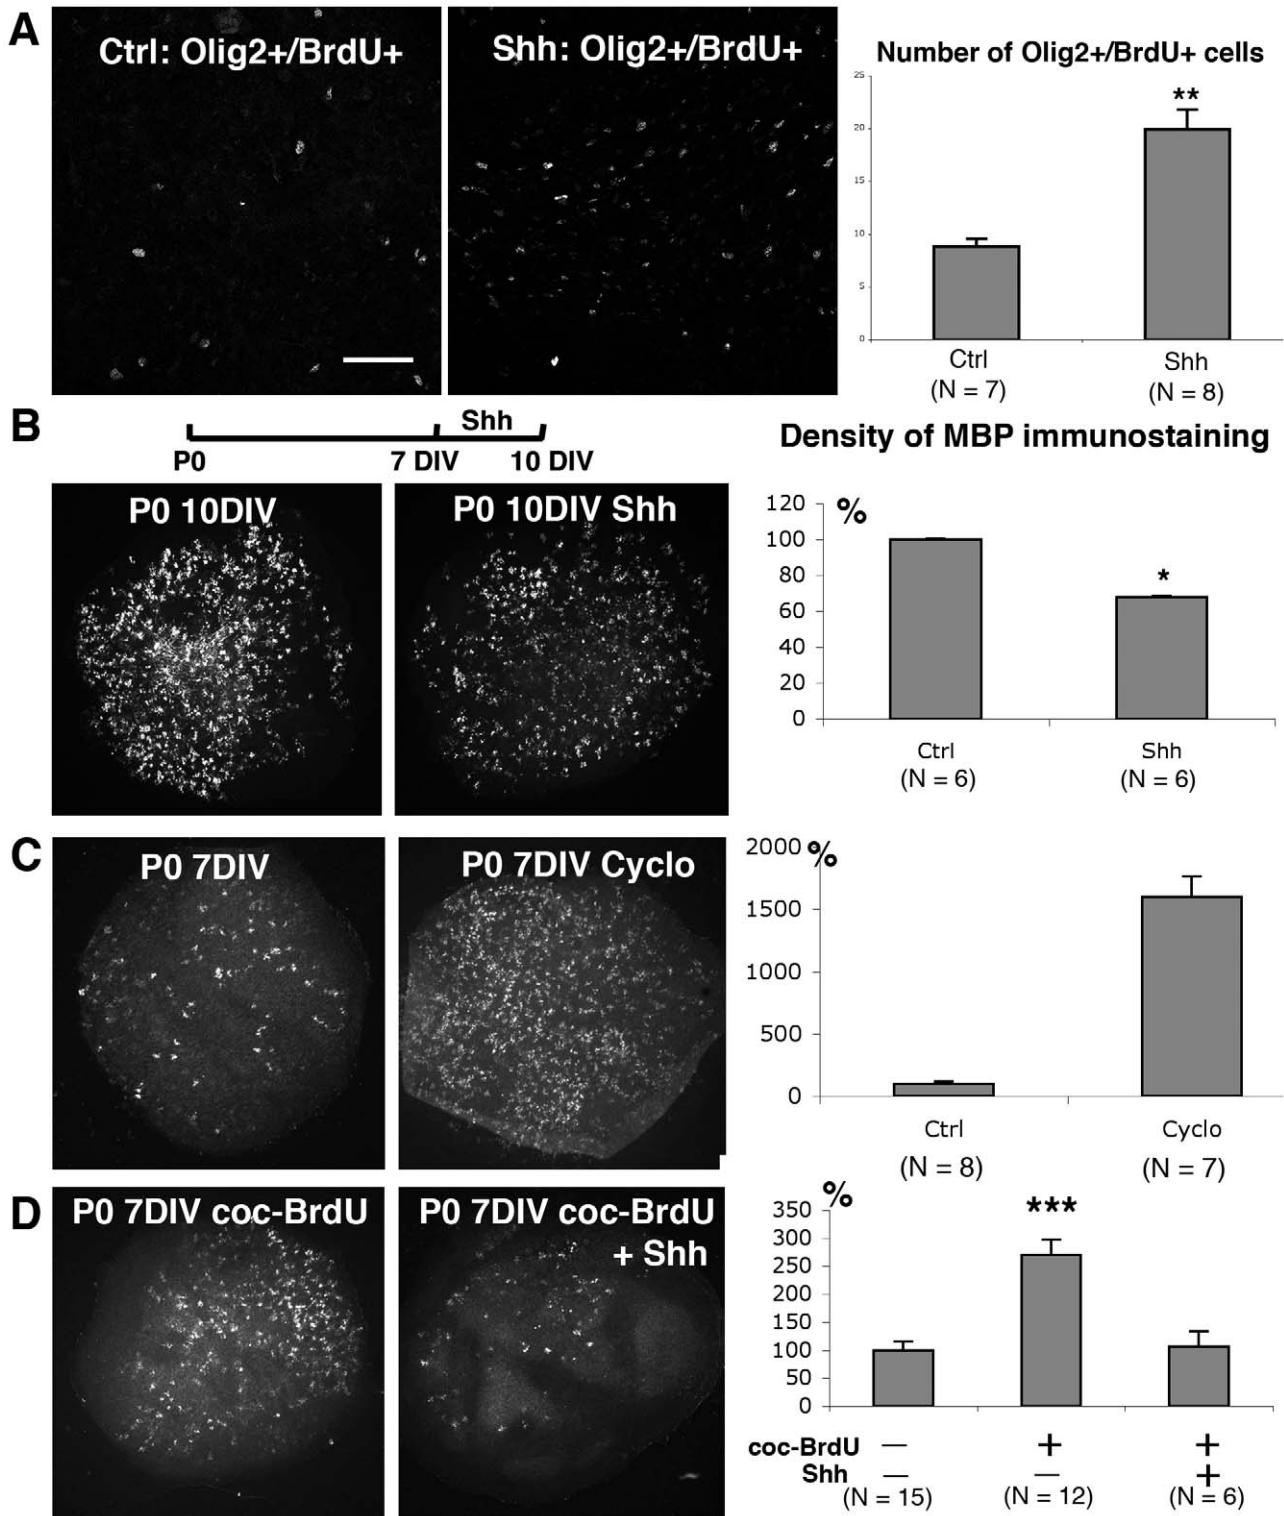 A
Ctrl: Olig2+/BrdU+
Shh: Olig2+/BrdU+
Number of Olig2+/BrdU+ cells
25
20
15
10
5
0
**
Ctrl
(N = 7)
Shh
(N = 8)
B
Shh
P0
7 DIV
10 DIV
P0 10DIV
P0 10DIV Shh
Density of MBP immunostaining
%
120
100
80
60
40
20
0
*
Ctrl
(N = 6)
Shh
(N = 6)
C
P0 7DIV
P0 7DIV Cyclo
2000 %
1500
1000
500
0
Ctrl
(N = 8)
Cyclo
(N = 7)
D
P0 7DIV coc-BrdU
P0 7DIV coc-BrdU
+ Shh
%
350
300
250
200
150
100
50
0
***
coc-BrdU — + +
Shh — — +
(N = 15) (N = 12) (N = 6)